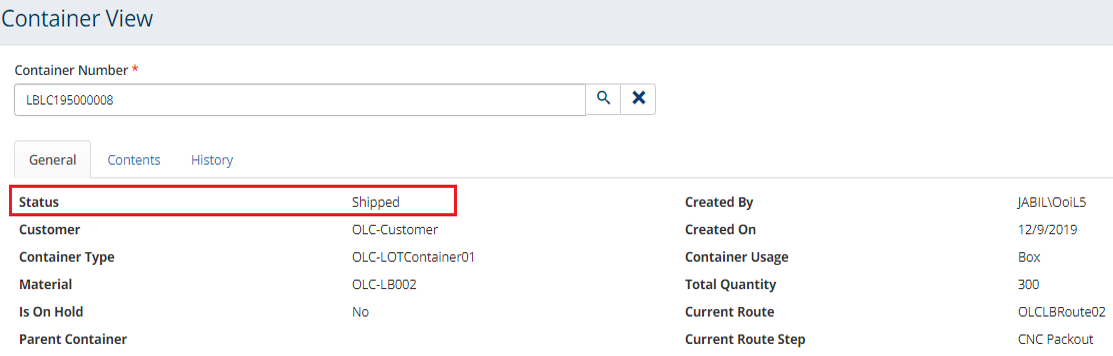 Container View
Container Number *
LBLC195000008
General Contents History
Status Shipped Created By JABIL\OoiL5
Customer OLC-Customer Created On 12/9/2019
Container Type OLC-LOTContainer01 Container Usage Box
Material OLC-LB002 Total Quantity 300
Is On Hold No Current Route OLCLBRoute02
Parent Container Current Route Step CNC Packout